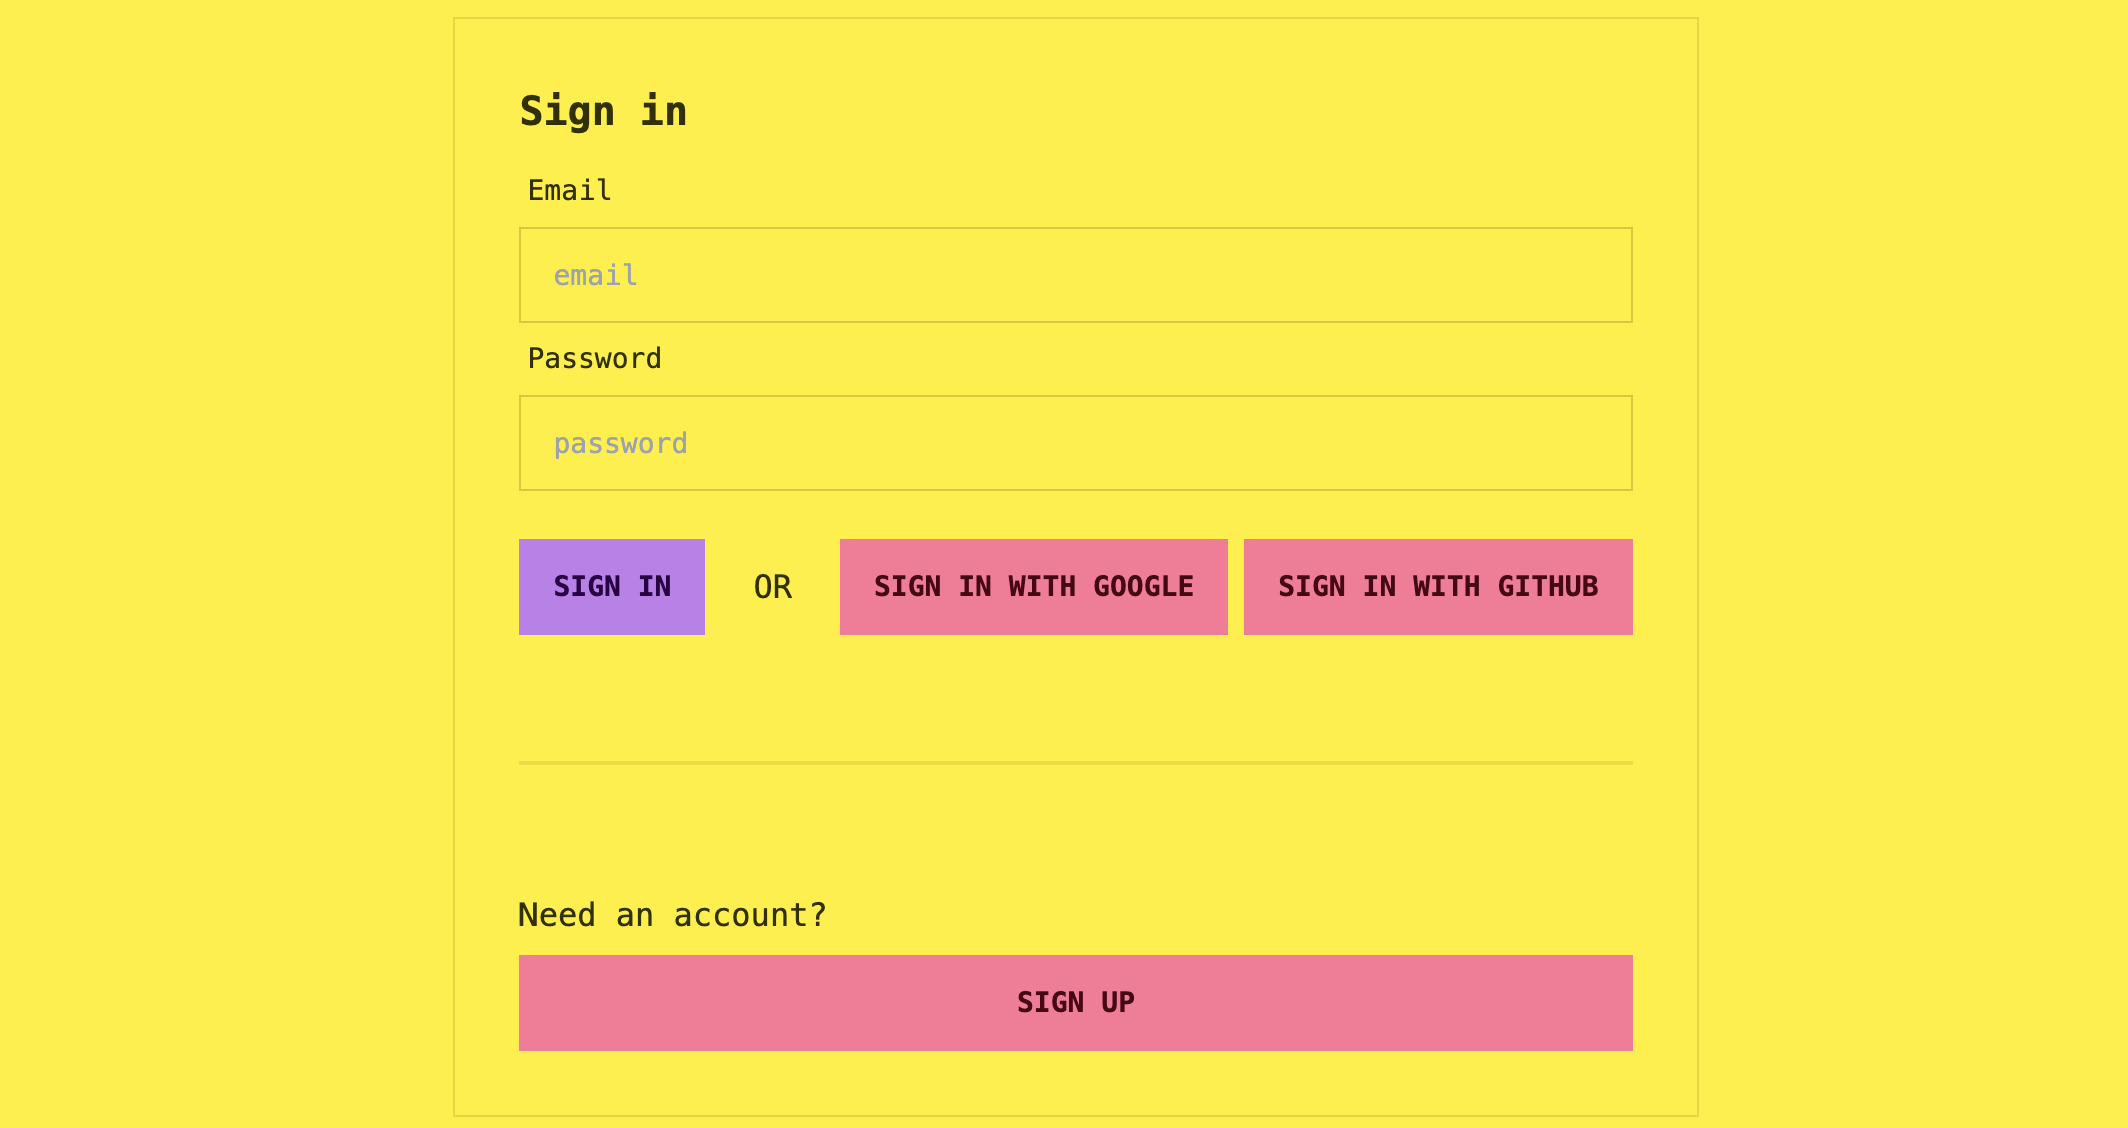 Sign in
Email
email
Password
password
SIGN IN OR SIGN IN WITH GOOGLE SIGN IN WITH GITHUB
Need an account?
SIGN UP